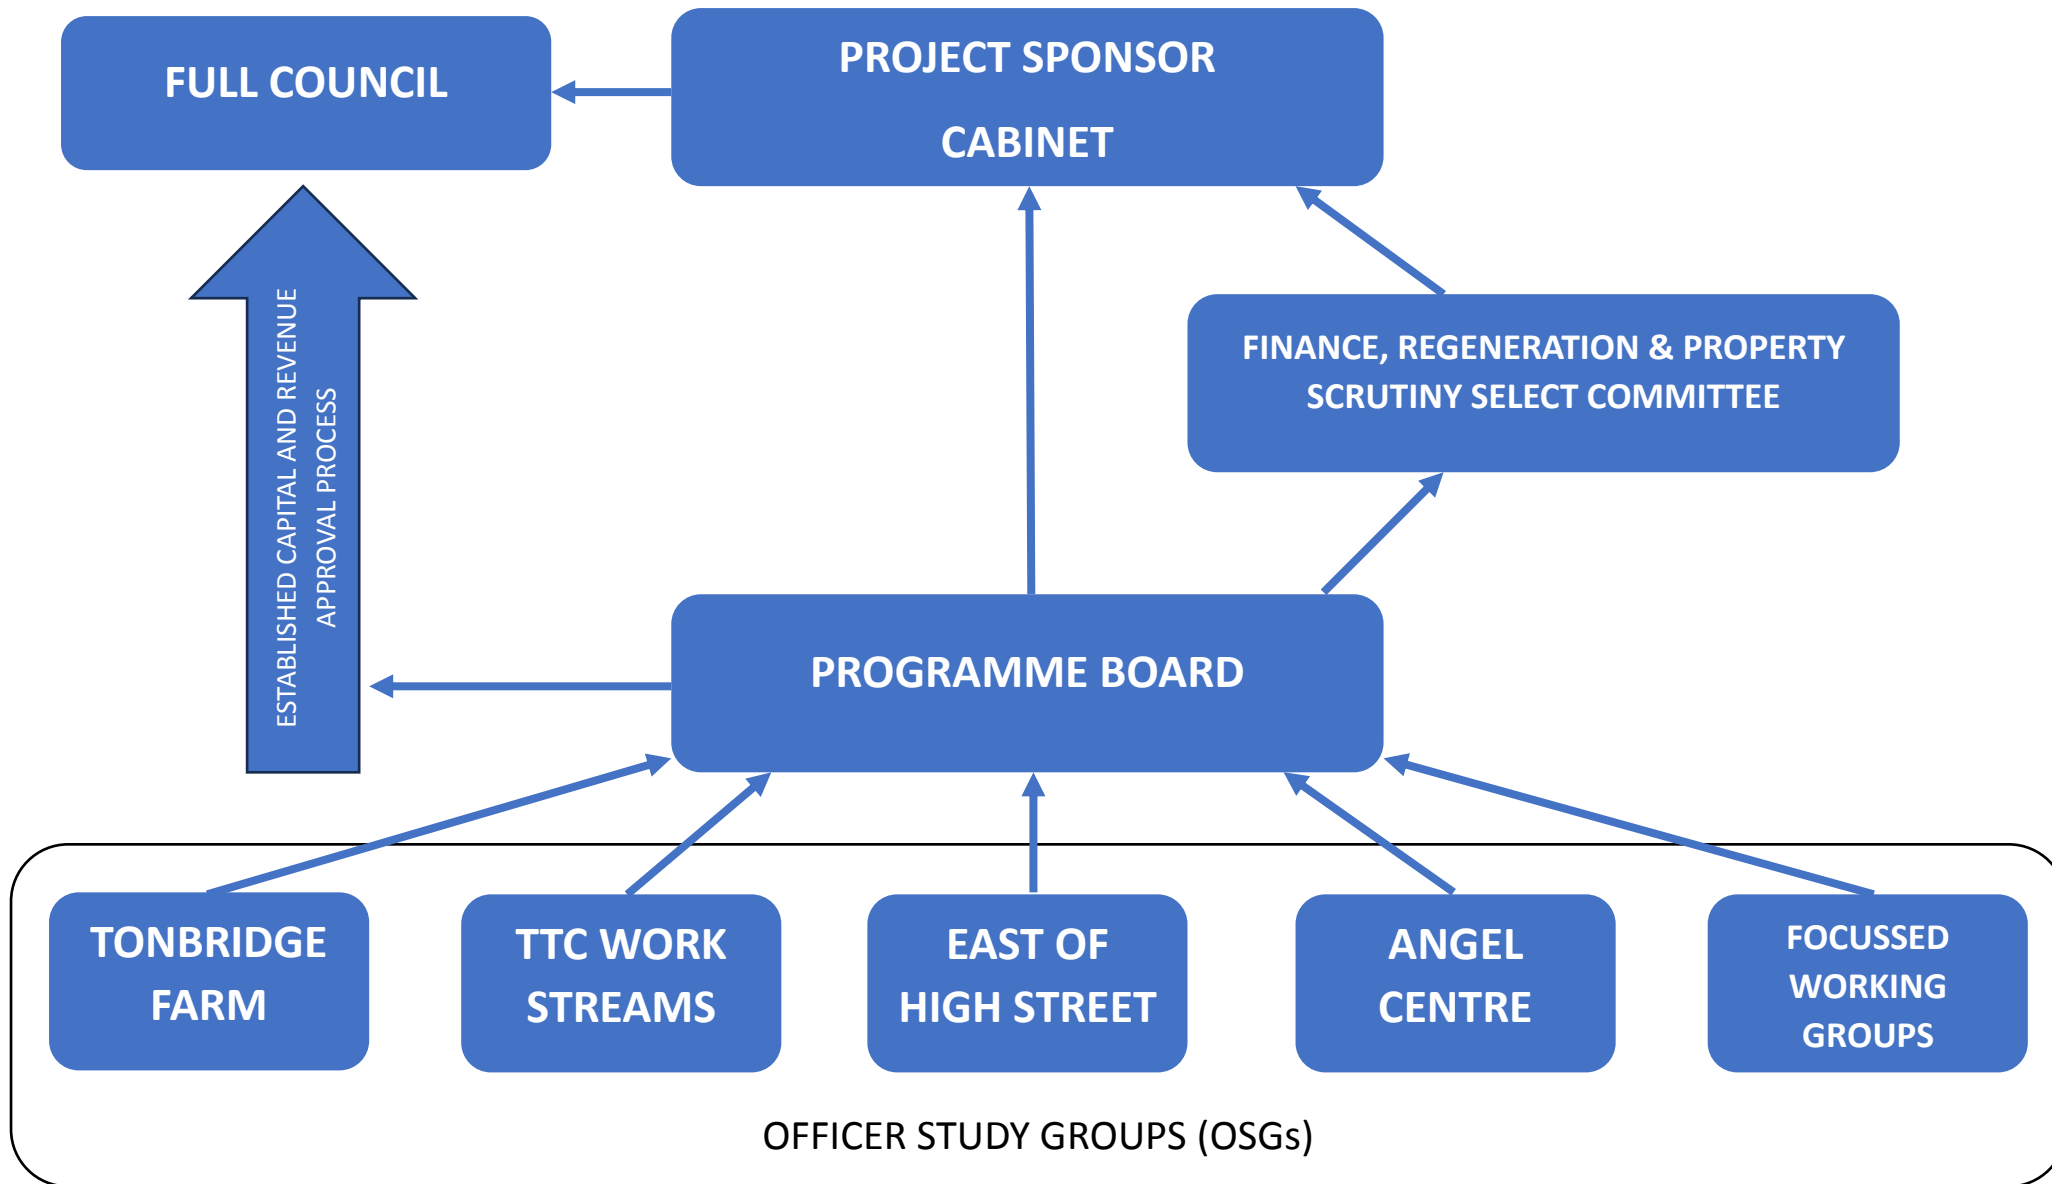 FULL COUNCIL
PROJECT SPONSOR
CABINET
ESTABLISHED CAPITAL AND REVENUE
APPROVAL PROCESS
FINANCE, REGENERATION & PROPERTY
SCRUTINY SELECT COMMITTEE
PROGRAMME BOARD
TONBRIDGE
FARM
TTC WORK
STREAMS
EAST OF
HIGH STREET
ANGEL
CENTRE
FOCUSSED
WORKING
GROUPS
OFFICER STUDY GROUPS (OSGs)